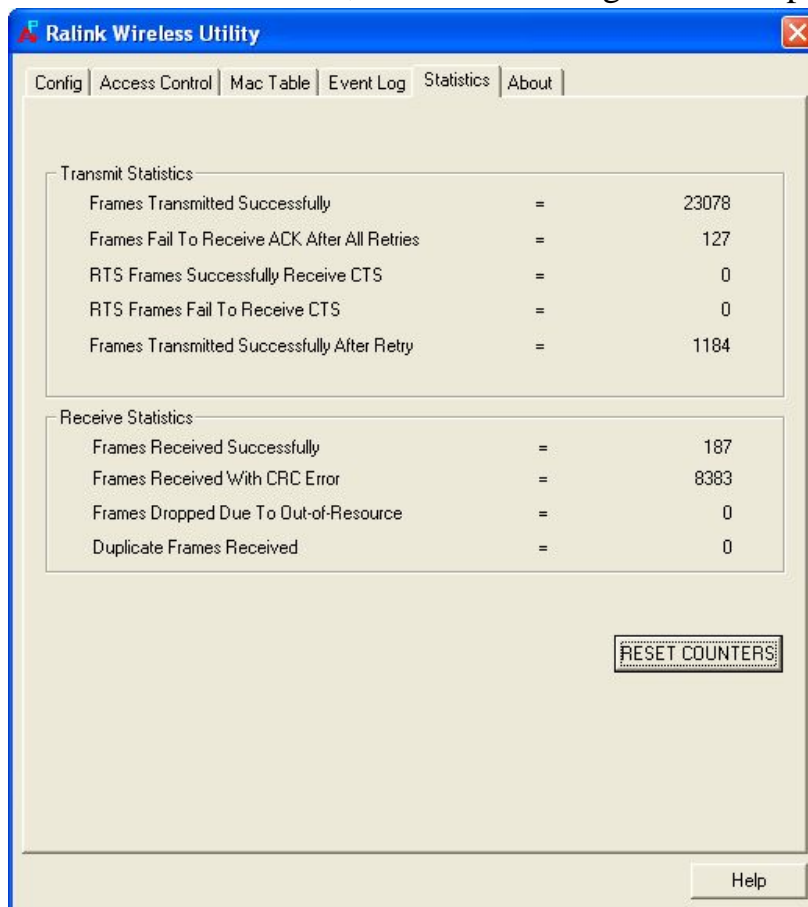 Ralink Wireless Utility
Config Access Control Mac Table Event Log Statistics About
Transmit Statistics
Frames Transmitted Successfully = 23078
Frames Fail To Receive ACK After All Retries = 127
RTS Frames Successfully Receive CTS = 0
RTS Frames Fail To Receive CTS = 0
Frames Transmitted Successfully After Retry = 1184
Receive Statistics
Frames Received Successfully = 187
Frames Received With CRC Error = 8383
Frames Dropped Due To Out-of-Resource = 0
Duplicate Frames Received = 0
RESET COUNTERS
Help